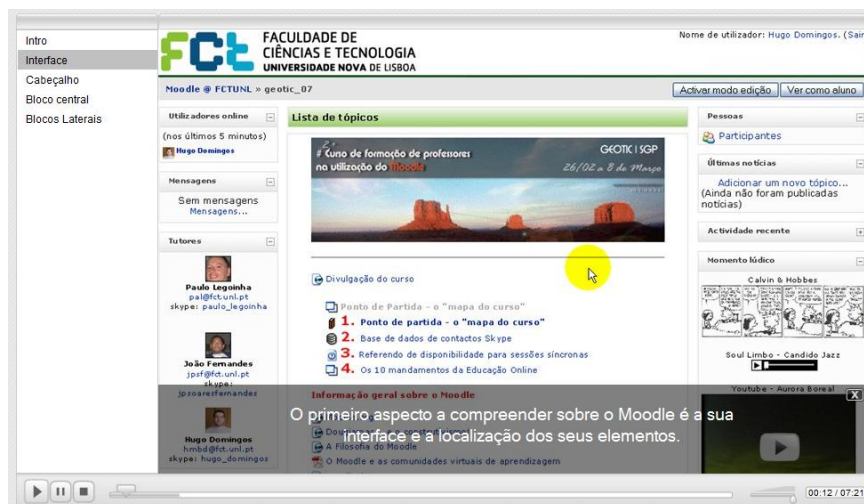 Intro
Interface
Cabeçalho
Bloco central
Blocos Laterais
FCT
FACULDADE DE
CIÊNCIAS E TECNOLOGIA
UNIVERSIDADE NOVA DE LISBOA
Nome de utilizador: Hugo Domingos. (Sair
Moodle @ FCTUNL » geotic_07
Activar modo edição
Ver como aluno
Utilizadores online
(nos últimos 5 minutos)
Hugo Domingos
Mensagens
Sem mensagens
Mensagens...
Tutores
Paulo Legoinha
pal@fct.unl.pt
skype: paulo_legoinha
João Fernandes
jpsf@fct.unl.pt
skype:
jpsoaresfernandes
Hugo Domingos
hmbd@fct.unl.pt
skype: hugo_domingos
Lista de tópicos
2º Curso de formação de professores
na utilização do Moodle
GEOTIC | SGP
26/02 a 8 de Março
Divulgação do curso
Ponto de Partida - o "mapa do curso"
1. Ponto de partida - o "mapa do curso"
2. Base de dados de contactos Skype
3. Referendo de disponibilidade para sessões síncronas
4. Os 10 mandamentos da Educação Online
Informação geral sobre o Moodle
A Filosofia do Moodle
O Moodle e as comunidades virtuais de aprendizagem
Pessoas
Participantes
Últimas notícias
Adicionar um novo tópico...
(Ainda não foram publicadas
notícias)
Actividade recente
Momento lúdico
Calvin & Hobbes
Soul Limbo - Candido Jazz
Youtube - Aurora Boreal
X
O primeiro aspecto a compreender sobre o Moodle é a sua
interface e a localização dos seus elementos.
00:12 / 07:21